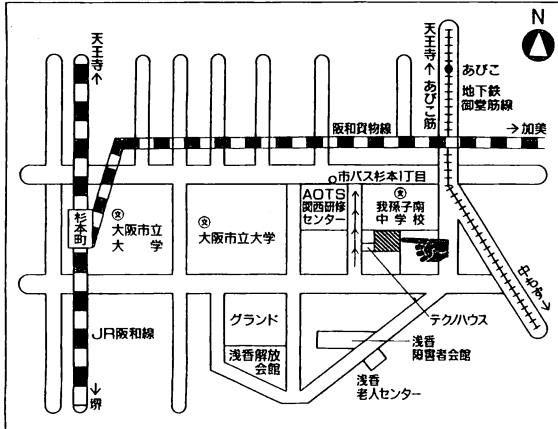 N
天王寺↑
天王寺↑
あびこ筋
あびこ
地下鉄
御堂筋線
阪和貨物線
→加美
市バス杉本1丁目
AOTS
関西研修
センター
我孫子南
中学校
杉本町
大阪市立
大学
大阪市立大学
文
文
文
JR阪和線
↓堺
グランド
浅香解放
会館
テクノハウス
浅香
障害者会館
浅香
老人センター